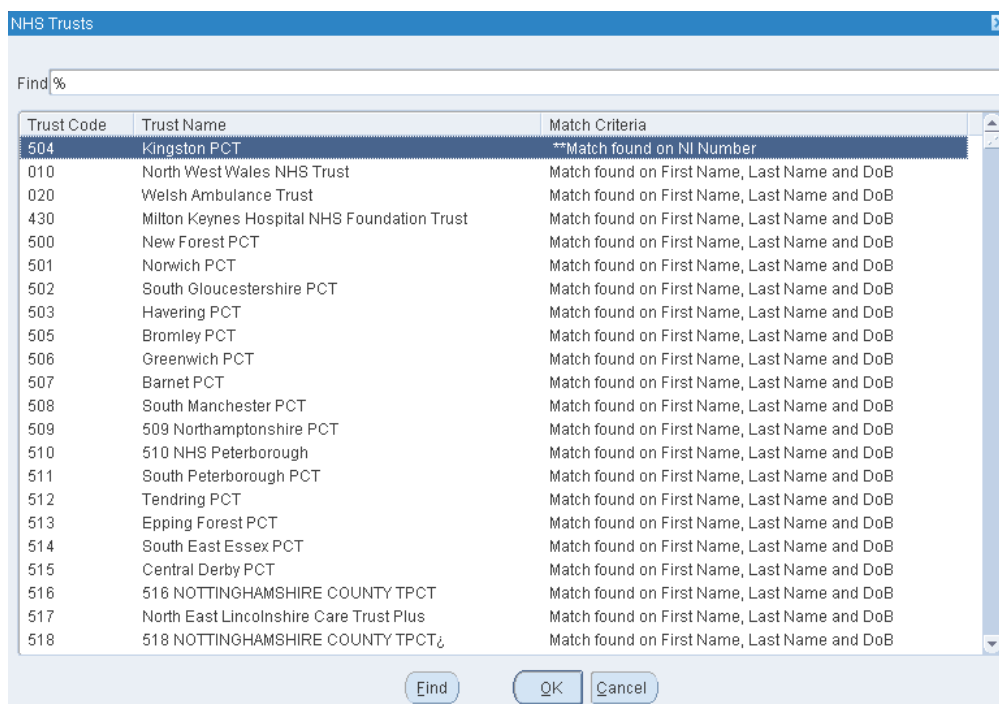 NHS Trusts
Find %
Trust Code Trust Name Match Criteria
504 Kingston PCT **Match found on NI Number
010 North West Wales NHS Trust Match found on First Name, Last Name and DoB
020 Welsh Ambulance Trust Match found on First Name, Last Name and DoB
430 Milton Keynes Hospital NHS Foundation Trust Match found on First Name, Last Name and DoB
500 New Forest PCT Match found on First Name, Last Name and DoB
501 Norwich PCT Match found on First Name, Last Name and DoB
502 South Gloucestershire PCT Match found on First Name, Last Name and DoB
503 Havering PCT Match found on First Name, Last Name and DoB
505 Bromley PCT Match found on First Name, Last Name and DoB
506 Greenwich PCT Match found on First Name, Last Name and DoB
507 Barnet PCT Match found on First Name, Last Name and DoB
508 South Manchester PCT Match found on First Name, Last Name and DoB
509 509 Northamptonshire PCT Match found on First Name, Last Name and DoB
510 510 NHS Peterborough Match found on First Name, Last Name and DoB
511 South Peterborough PCT Match found on First Name, Last Name and DoB
512 Tendring PCT Match found on First Name, Last Name and DoB
513 Epping Forest PCT Match found on First Name, Last Name and DoB
514 South East Essex PCT Match found on First Name, Last Name and DoB
515 Central Derby PCT Match found on First Name, Last Name and DoB
516 516 NOTTINGHAMSHIRE COUNTY TPCT Match found on First Name, Last Name and DoB
517 North East Lincolnshire Care Trust Plus Match found on First Name, Last Name and DoB
518 518 NOTTINGHAMSHIRE COUNTY TPCT¿ Match found on First Name, Last Name and DoB
Find OK Cancel